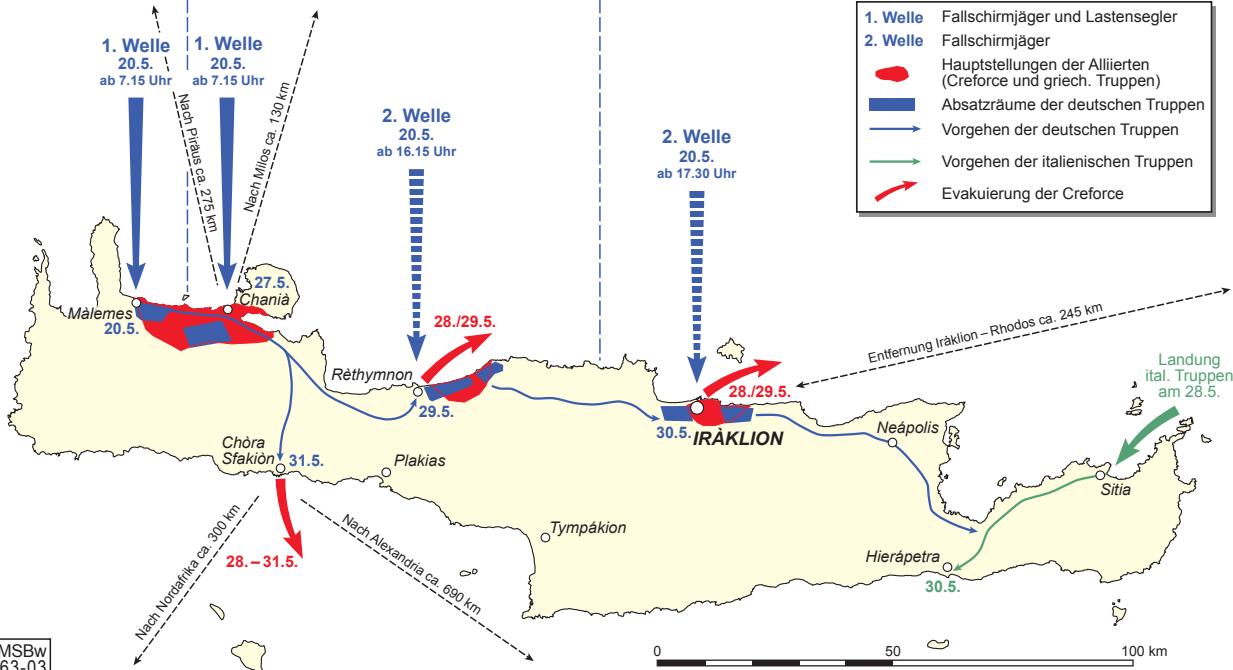 1. Welle
20.5.
ab 7.15 Uhr
1. Welle
20.5.
ab 7.15 Uhr
Nach Piräus ca. 275 km
Nach Milos ca. 130 km
2. Welle
20.5.
ab 16.15 Uhr
2. Welle
20.5.
ab 17.30 Uhr
1. Welle Fallschirmjäger und Lastensegler
2. Welle Fallschirmjäger
Hauptstellungen der Alliierten
(Creforce und griech. Truppen)
Absatzräume der deutschen Truppen
Vorgehen der deutschen Truppen
Vorgehen der italienischen Truppen
Evakuierung der Creforce
27.5.
Chanià
Màlemes
20.5.
28./29.5.
Rèthymnon
29.5.
28./29.5.
30.5.
IRÀKLION
Entfernung Iràklion – Rhodos ca. 245 km
Landung
ital. Truppen
am 28.5.
Neápolis
Sitia
Chòra
Sfakiòn
31.5.
Plakias
Tympákion
Hierápetra
30.5.
28. – 31.5.
Nach Nordafrika ca. 300 km
Nach Alexandria ca. 690 km
MSBw
63-03
0 50 100 km